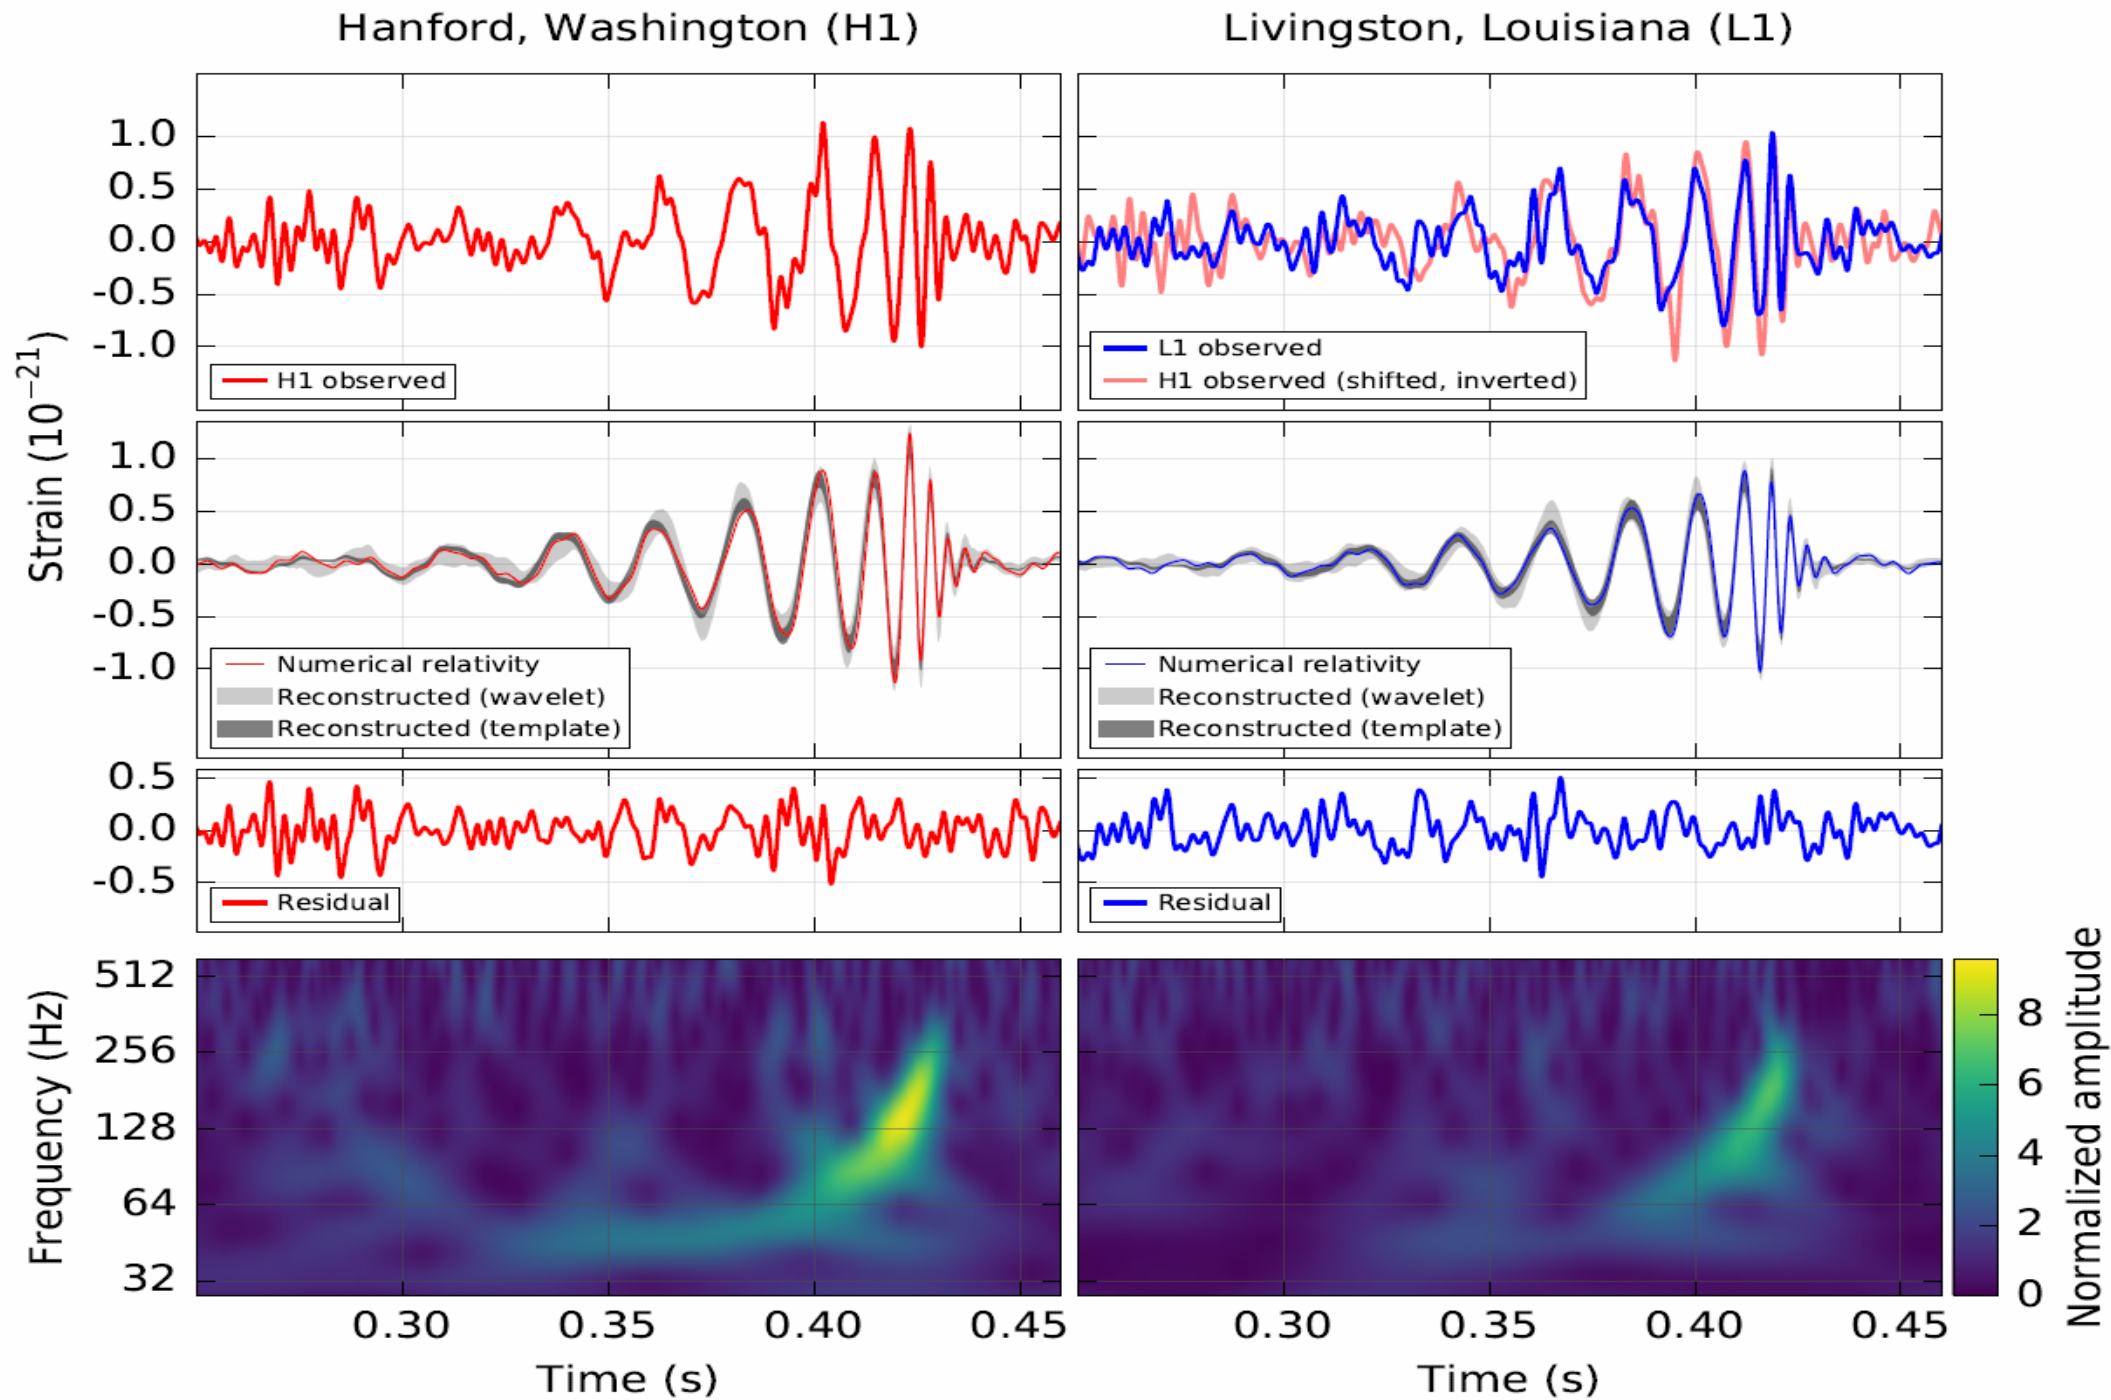 Hanford, Washington (H1)
Livingston, Louisiana (L1)
Strain (10⁻²¹)
1.0
0.5
0.0
-0.5
-1.0
H1 observed
L1 observed
H1 observed (shifted, inverted)
1.0
0.5
0.0
-0.5
-1.0
Numerical relativity
Reconstructed (wavelet)
Reconstructed (template)
Numerical relativity
Reconstructed (wavelet)
Reconstructed (template)
0.5
0.0
-0.5
Residual
Residual
Frequency (Hz)
512
256
128
64
32
Normalized amplitude
8
6
4
2
0
0.30 0.35 0.40 0.45
0.30 0.35 0.40 0.45
Time (s)
Time (s)